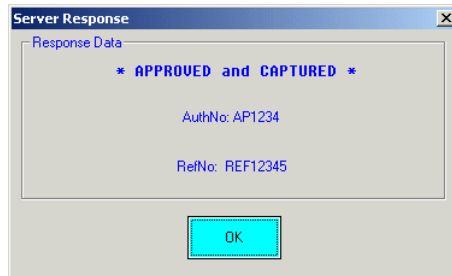 Server Response
Response Data
* APPROVED and CAPTURED *
AuthNo: AP1234
RefNo: REF12345
OK